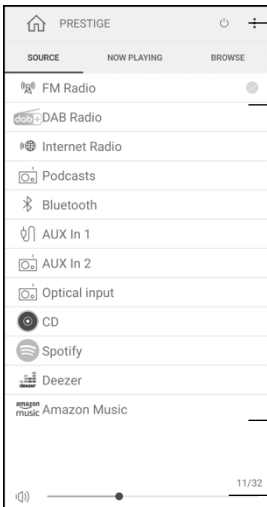 PRESTIGE
SOURCE NOW PLAYING BROWSE
FM Radio
dab+ DAB Radio
Internet Radio
Podcasts
Bluetooth
AUX In 1
AUX In 2
Optical input
CD
Spotify
deezer Deezer
amazon music Amazon Music
11/32